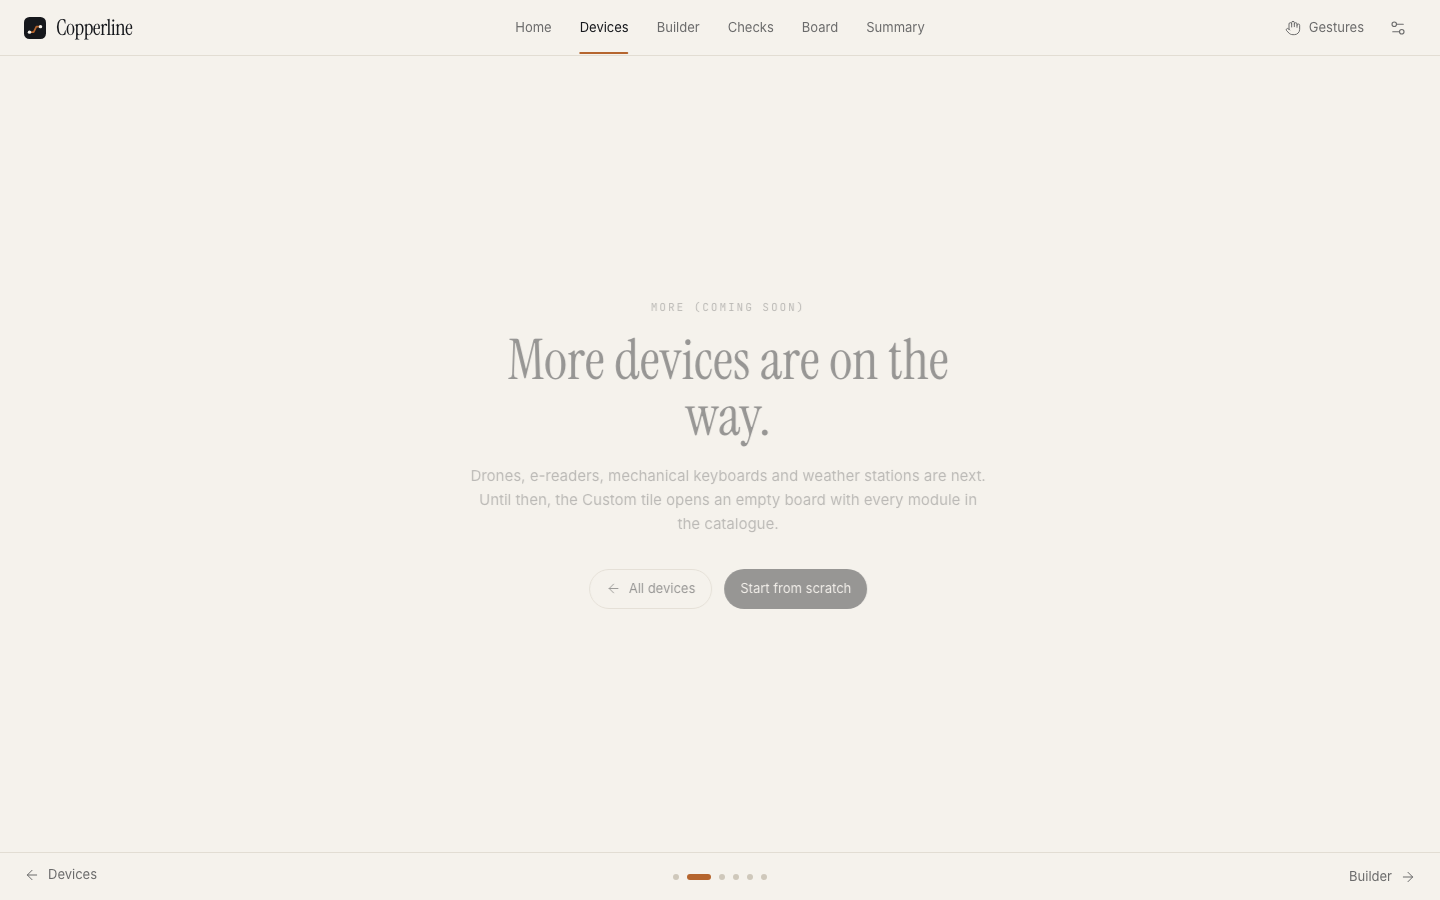 Copperline
Home
Devices
Builder
Checks
Board
Summary
Gestures
MORE (COMING SOON)
More devices are on the
way.
Drones, e-readers, mechanical keyboards and weather stations are next.
Until then, the Custom tile opens an empty board with every module in
the catalogue.
All devices
Start from scratch
Devices
Builder